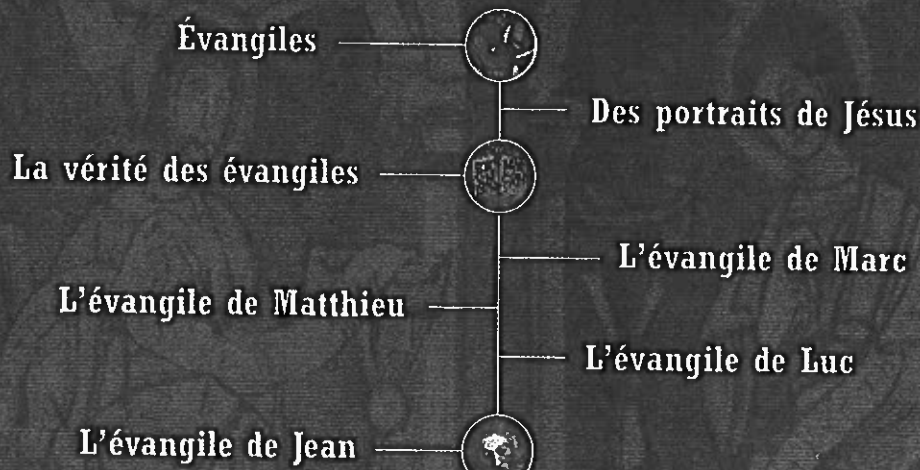 Évangiles
Des portraits de Jésus
La vérité des évangiles
L'évangile de Marc
L'évangile de Matthieu
L'évangile de Luc
L'évangile de Jean